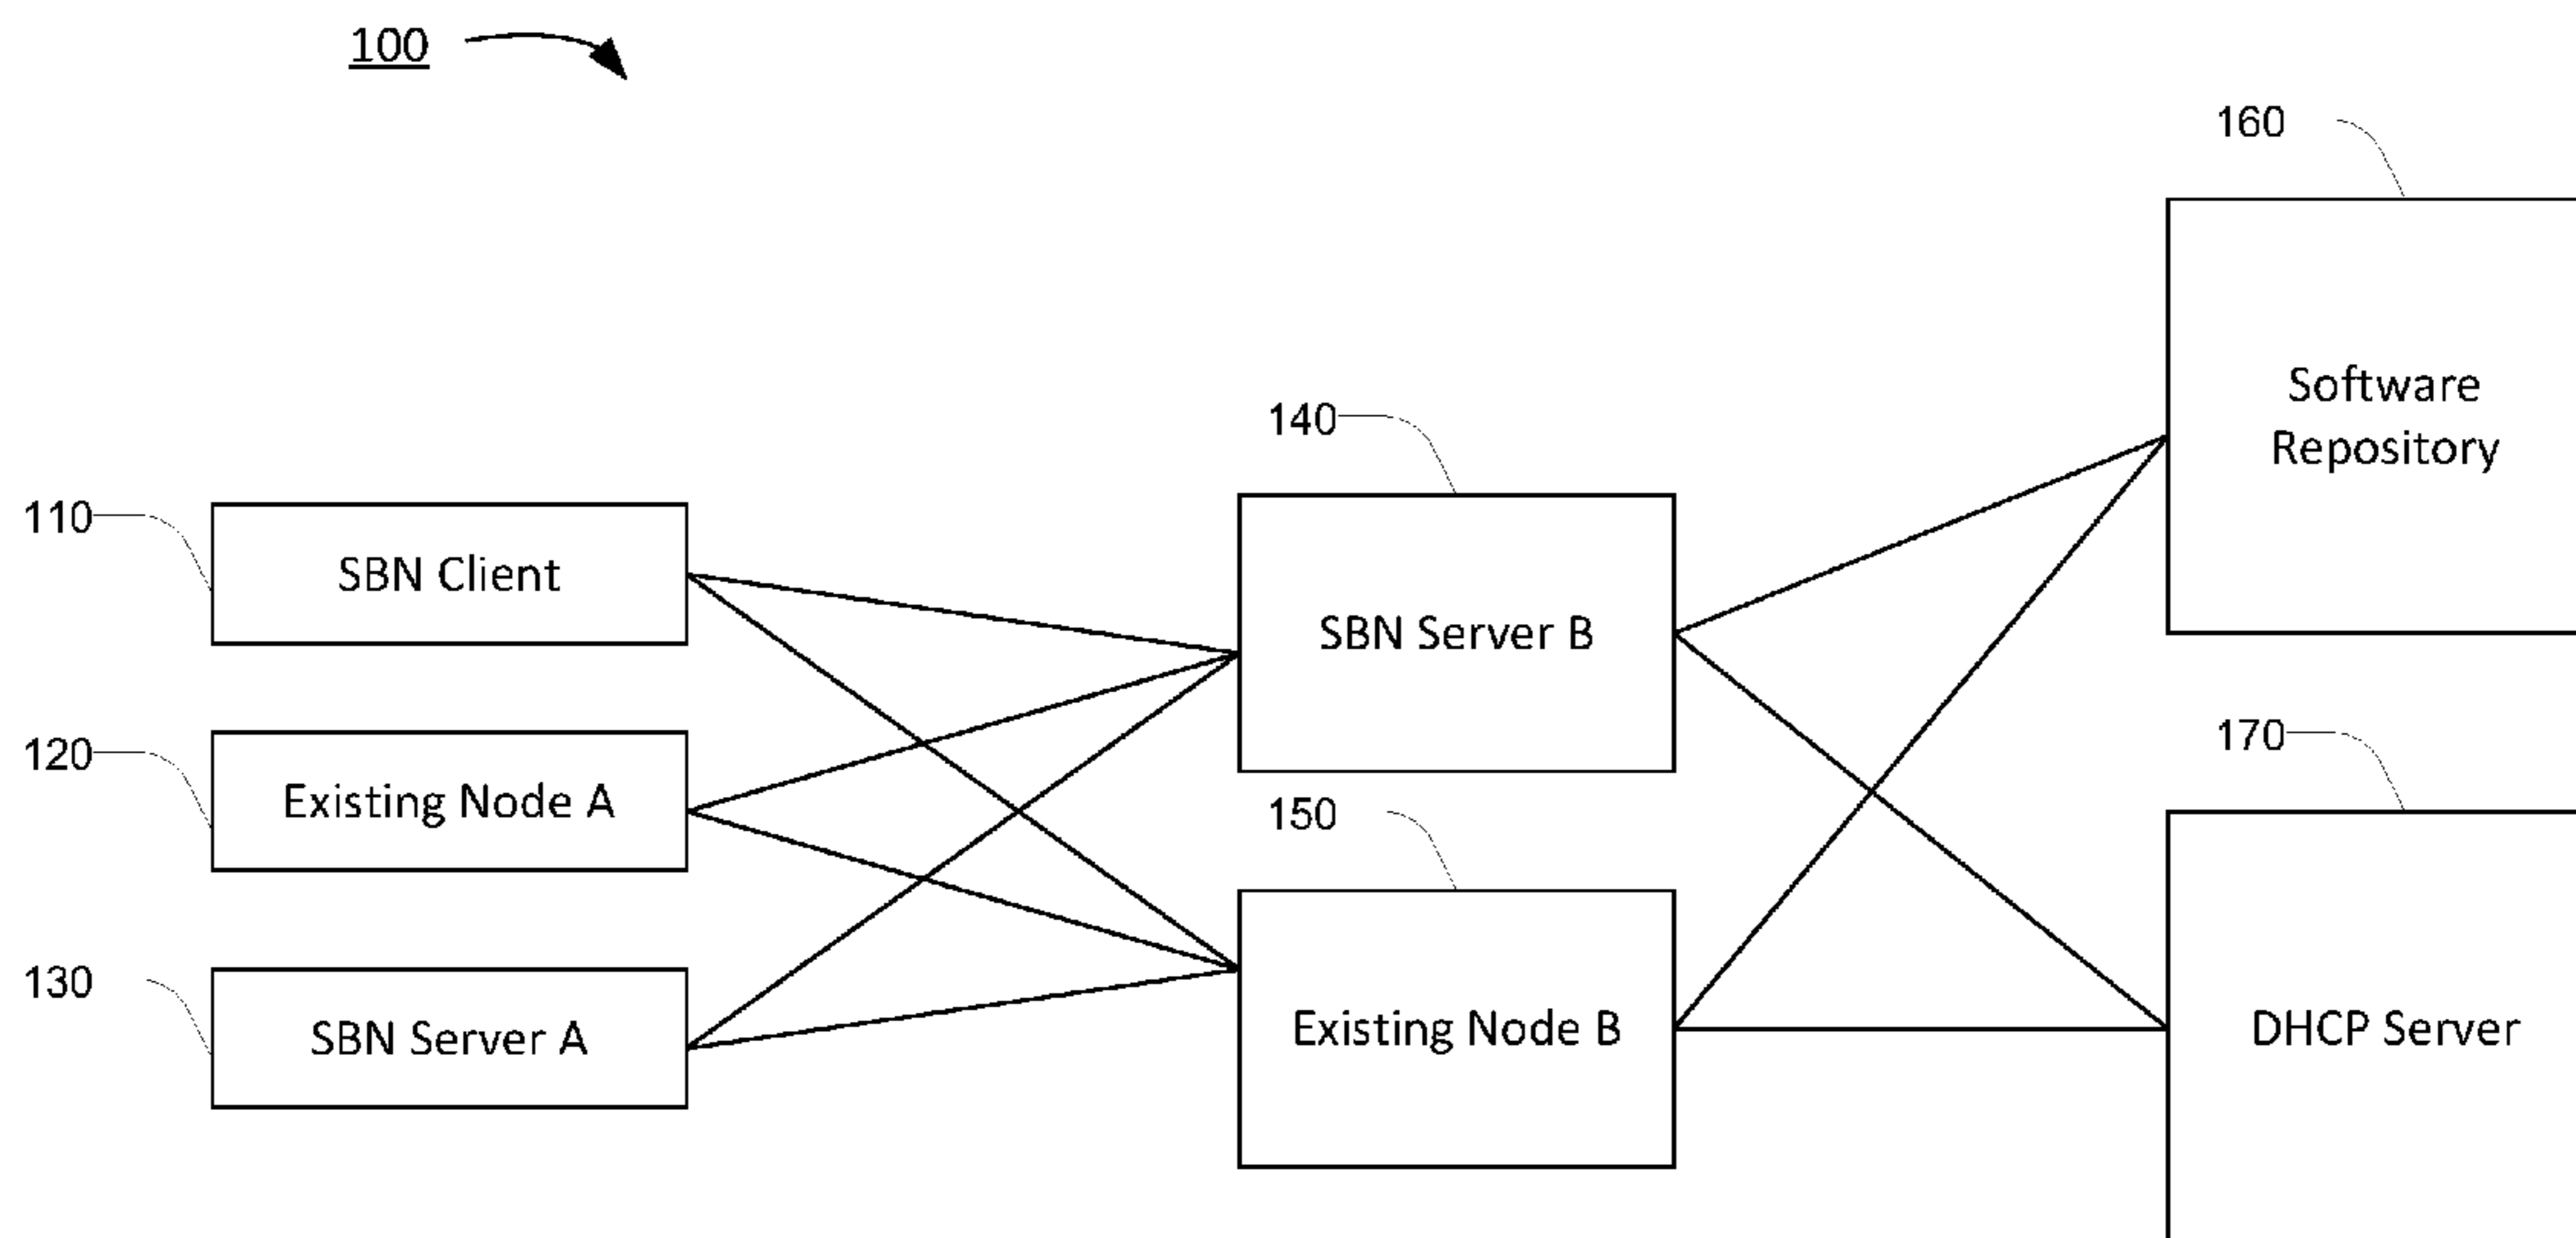 100
160
Software
Repository
140
110
SBN Client
SBN Server B
170
120
Existing Node A
150
130
SBN Server A
Existing Node B
DHCP Server